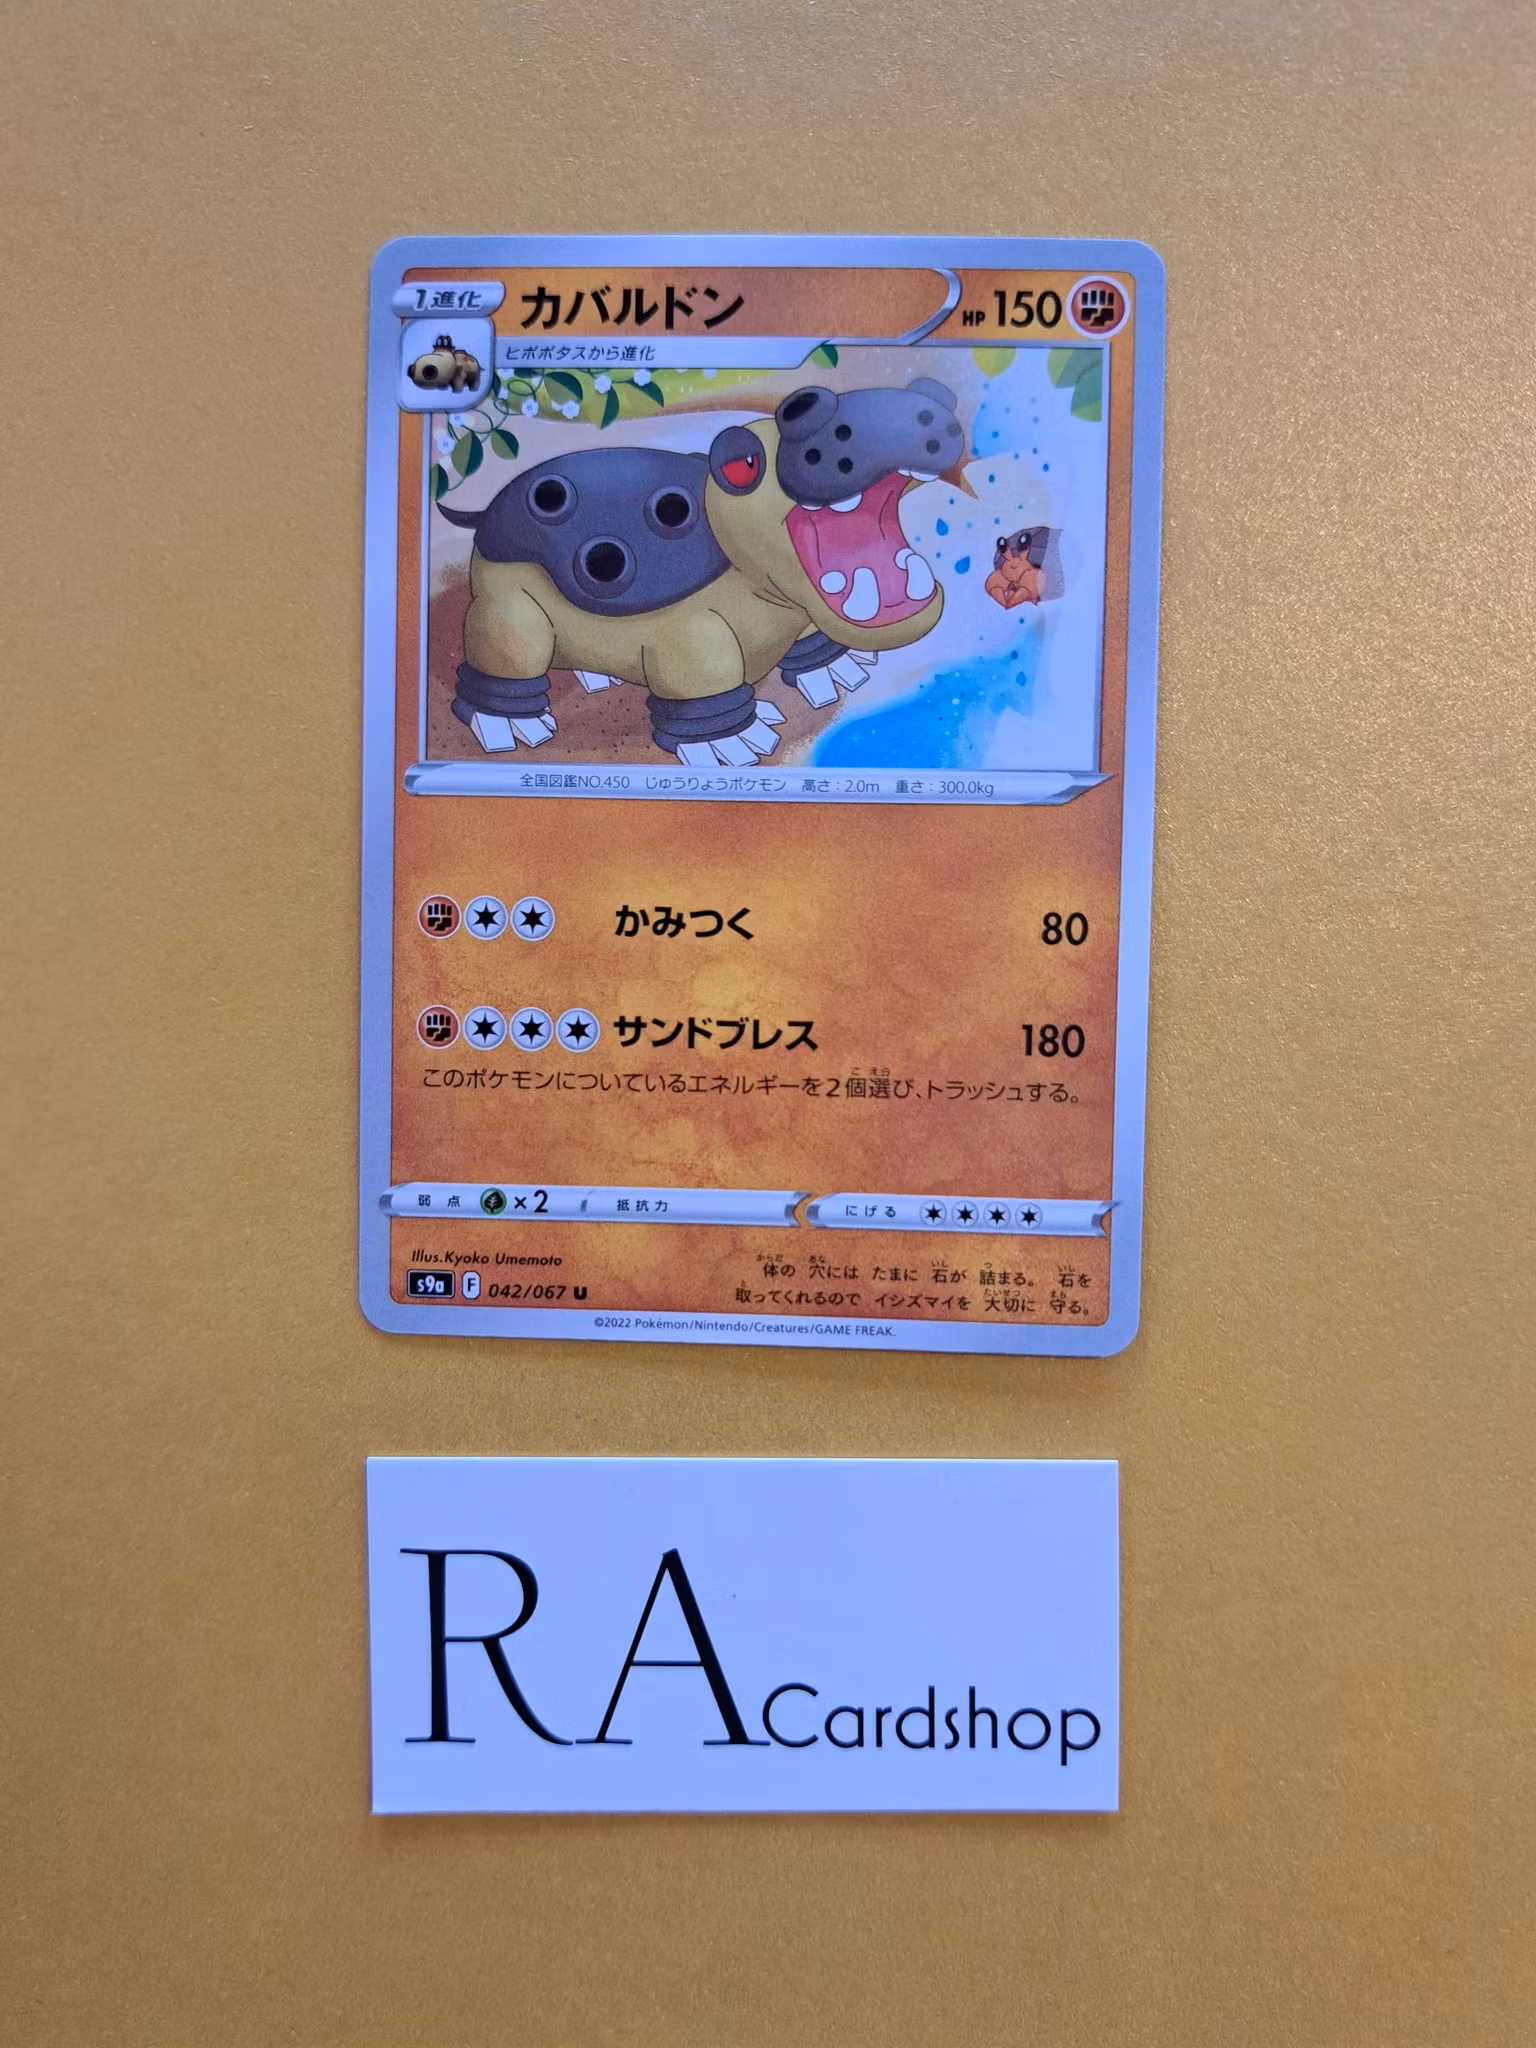 1進化
カバルドン
HP 150
ヒポポタスから進化
全国図鑑NO.450 じゅうりょうポケモン 高さ：2.0m 重さ：300.0kg
かみつく 80
サンドブレス 180
このポケモンについているエネルギーを2個選び、トラッシュする。
弱点 ×2 抵抗力 にげる
Illus.Kyoko Umemoto
s9a F 042/067 U
体の 穴には たまに 石が 詰まる。 石を
取ってくれるので イシズマイを 大切に 守る。
©2022 Pokémon/Nintendo/Creatures/GAME FREAK.
RA Cardshop